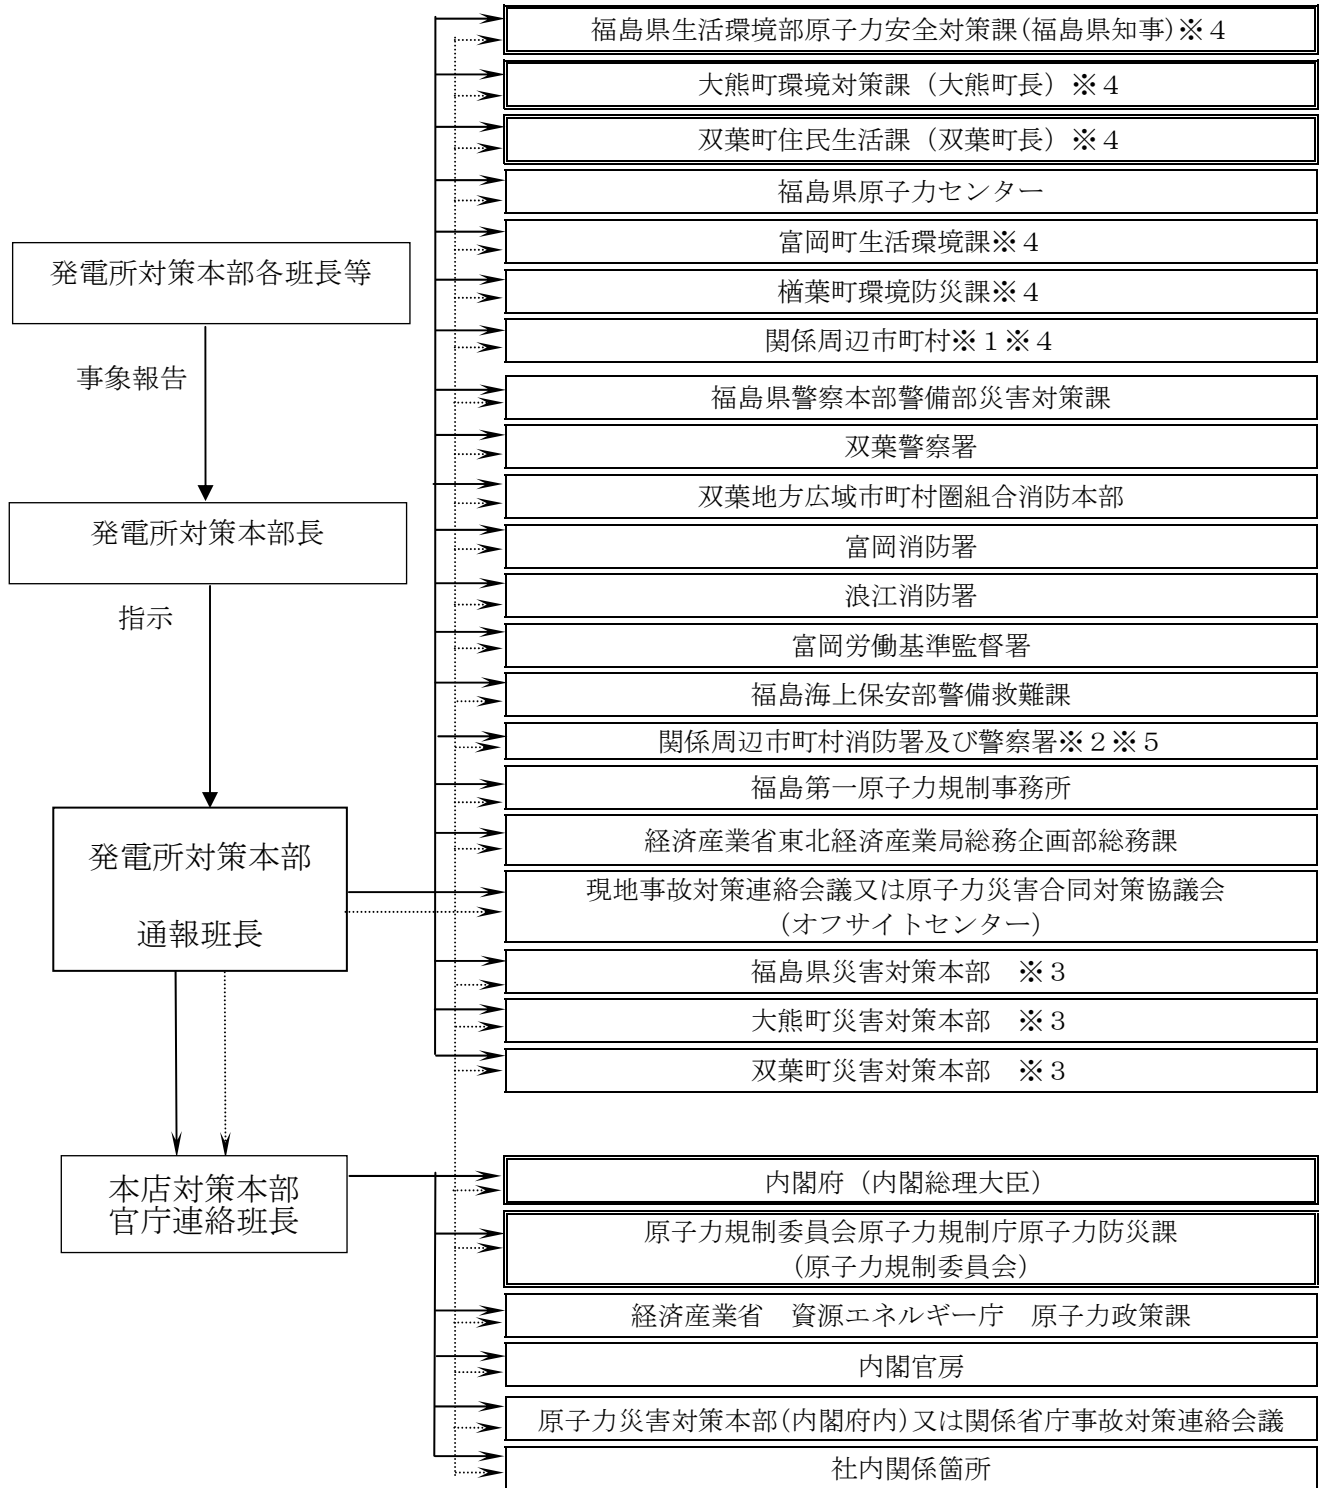 福島県生活環境部原子力安全対策課(福島県知事)※４
大熊町環境対策課（大熊町長）※４
双葉町住民生活課（双葉町長）※４
福島県原子力センター
富岡町生活環境課※４
楢葉町環境防災課※４
関係周辺市町村※１※４
福島県警察本部警備部災害対策課
双葉警察署
双葉地方広域市町村圏組合消防本部
富岡消防署
浪江消防署
富岡労働基準監督署
福島海上保安部警備救難課
関係周辺市町村消防署及び警察署※２※５
福島第一原子力規制事務所
経済産業省東北経済産業局総務企画部総務課
現地事故対策連絡会議又は原子力災害合同対策協議会
（オフサイトセンター）
福島県災害対策本部　※３
大熊町災害対策本部　※３
双葉町災害対策本部　※３
発電所対策本部各班長等
事象報告
発電所対策本部長
指示
発電所対策本部
通報班長
本店対策本部
官庁連絡班長
内閣府（内閣総理大臣）
原子力規制委員会原子力規制庁原子力防災課
（原子力規制委員会）
経済産業省　資源エネルギー庁　原子力政策課
内閣官房
原子力災害対策本部(内閣府内)又は関係省庁事故対策連絡会議
社内関係箇所